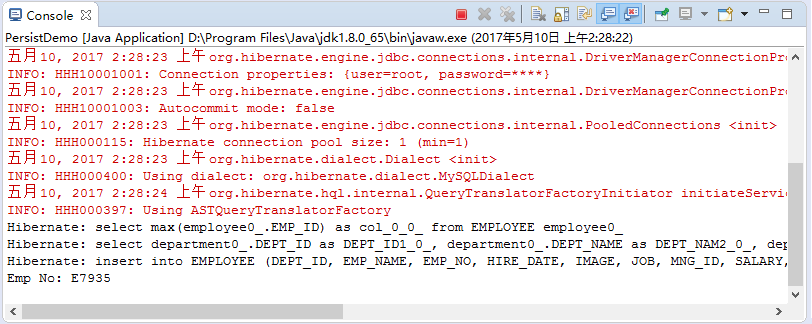 Console
PersistDemo [Java Application] D:\Program Files\Java\jdk1.8.0_65\bin\javaw.exe (2017年5月10日 上午2:28:22)
五月10, 2017 2:28:23 上午 org.hibernate.engine.jdbc.connections.internal.DriverManagerConnectionPro
INFO: HHH10001001: Connection properties: {user=root, password=****}
五月10, 2017 2:28:23 上午 org.hibernate.engine.jdbc.connections.internal.DriverManagerConnectionPro
INFO: HHH10001003: Autocommit mode: false
五月10, 2017 2:28:23 上午 org.hibernate.engine.jdbc.connections.internal.PooledConnections <init>
INFO: HHH000115: Hibernate connection pool size: 1 (min=1)
五月10, 2017 2:28:23 上午 org.hibernate.dialect.Dialect <init>
INFO: HHH000400: Using dialect: org.hibernate.dialect.MySQLDialect
五月10, 2017 2:28:24 上午 org.hibernate.hql.internal.QueryTranslatorFactoryInitiator initiateServi
INFO: HHH000397: Using ASTQueryTranslatorFactory
Hibernate: select max(employee0_.EMP_ID) as col_0_0_ from EMPLOYEE employee0_
Hibernate: select department0_.DEPT_ID as DEPT_ID1_0_, department0_.DEPT_NAME as DEPT_NAM2_0_, dep
Hibernate: insert into EMPLOYEE (DEPT_ID, EMP_NAME, EMP_NO, HIRE_DATE, IMAGE, JOB, MNG_ID, SALARY,
Emp No: E7935